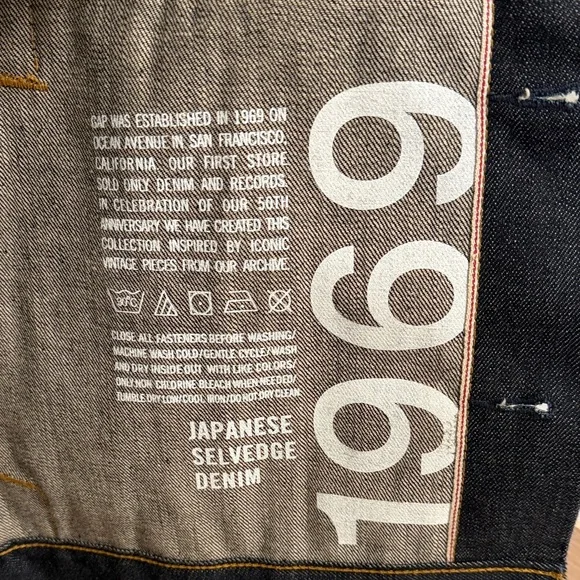 GAP WAS ESTABLISHED IN 1969 ON
OCEAN AVENUE IN SAN FRANCISCO,
CALIFORNIA. OUR FIRST STORE
SOLD ONLY DENIM AND RECORDS.
IN CELEBRATION OF OUR 50TH
ANNIVERSARY WE HAVE CREATED THIS
COLLECTION INSPIRED BY ICONIC
VINTAGE PIECES FROM OUR ARCHIVE.
30°C
CLOSE ALL FASTENERS BEFORE WASHING/
MACHINE WASH COLD/GENTLE CYCLE/WASH
AND DRY INSIDE OUT WITH LIKE COLORS/
ONLY NON-CHLORINE BLEACH WHEN NEEDED/
TUMBLE DRY LOW/COOL IRON/DO NOT DRY CLEAN.
JAPANESE
SELVEDGE
DENIM
1969